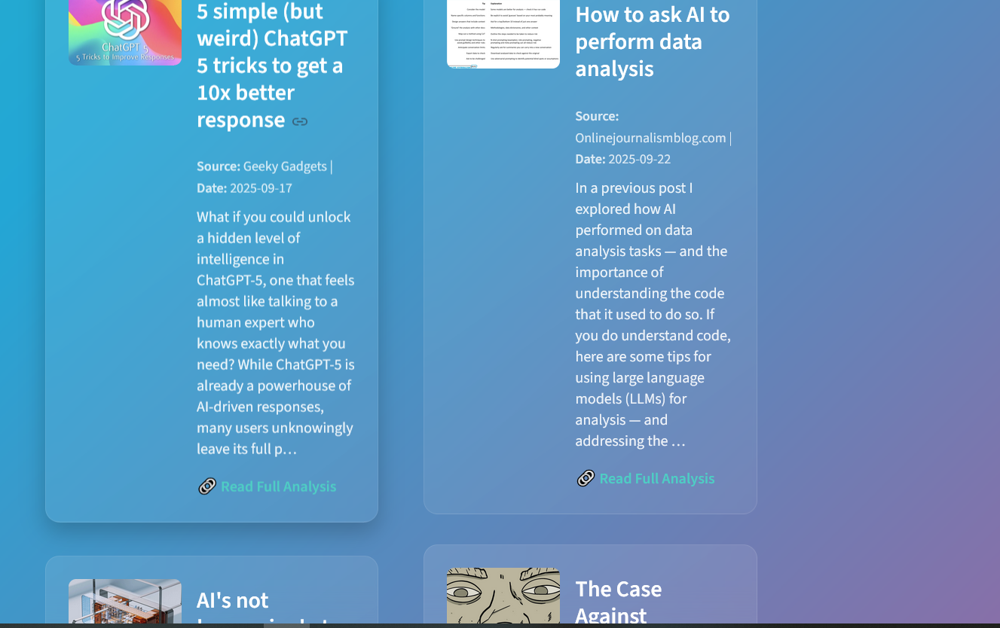 5 simple (but
weird) ChatGPT
5 tricks to get a
10x better
response
Source: Geeky Gadgets |
Date: 2025-09-17
What if you could unlock
a hidden level of
intelligence in
ChatGPT-5, one that feels
almost like talking to a
human expert who
knows exactly what you
need? While ChatGPT-5 is
already a powerhouse of
AI-driven responses,
many users unknowingly
leave its full p…
Read Full Analysis
ChatGPT 5
5 Tricks to Improve Responses
AI's not
How to ask AI to
perform data
analysis
Source:
Onlinejournalismblog.com |
Date: 2025-09-22
In a previous post I
explored how AI
performed on data
analysis tasks — and the
importance of
understanding the code
that it used to do so. If
you do understand code,
here are some tips for
using large language
models (LLMs) for
analysis — and
addressing the …
Read Full Analysis
Tip Explanation
The Case
Against